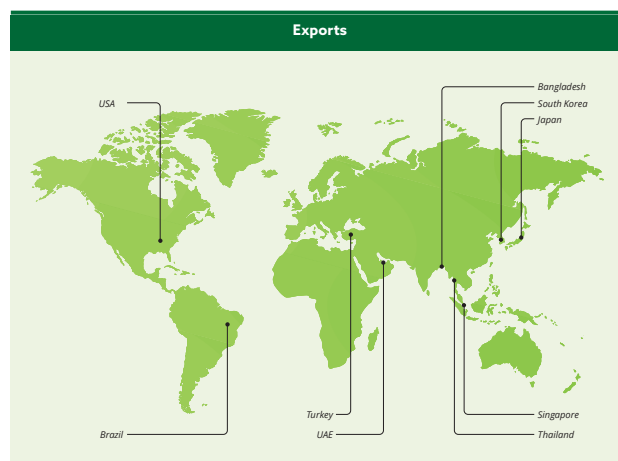 Exports
USA
Bangladesh
South Korea
Japan
Turkey
Singapore
Brazil
UAE
Thailand